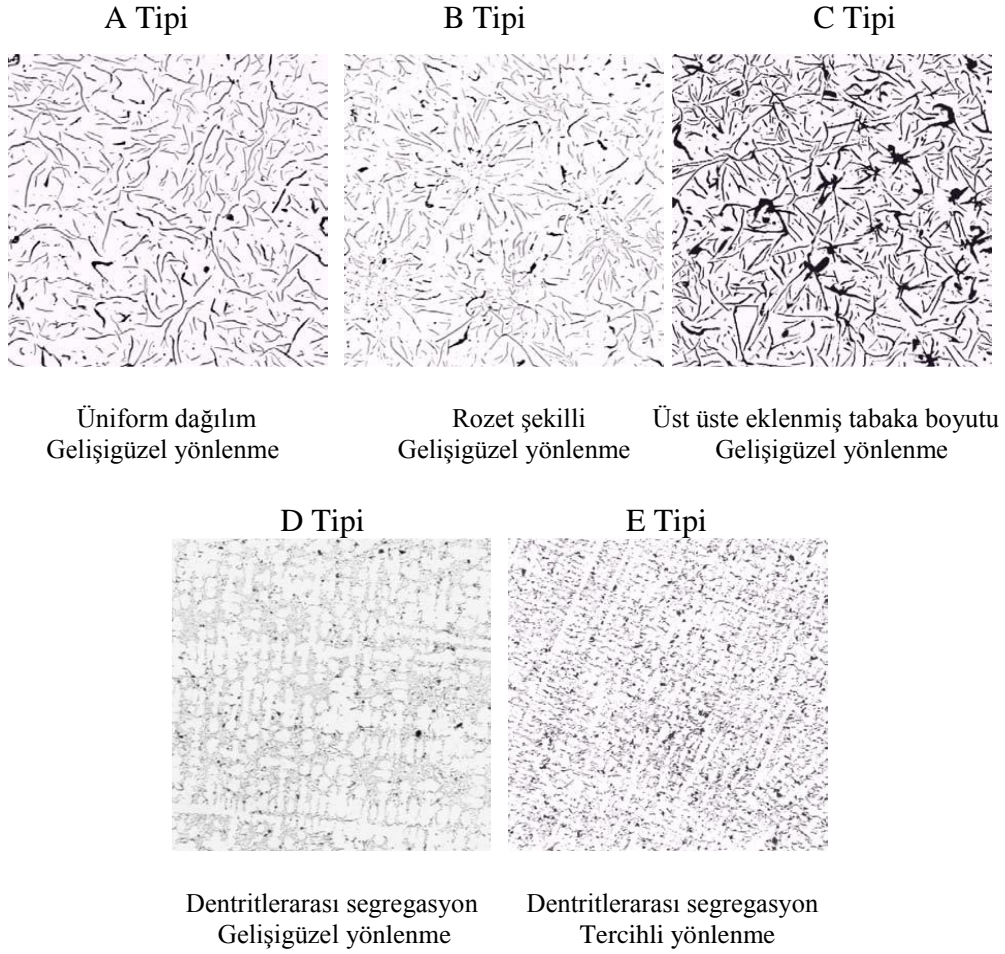 A Tipi
B Tipi
C Tipi
Üniform dağılım
Gelişigüzel yönlenme
Rozet şekilli
Gelişigüzel yönlenme
Üst üste eklenmiş tabaka boyutu
Gelişigüzel yönlenme
D Tipi
E Tipi
Dentritlerarası segregasyon
Gelişigüzel yönlenme
Dentritlerarası segregasyon
Tercihli yönlenme